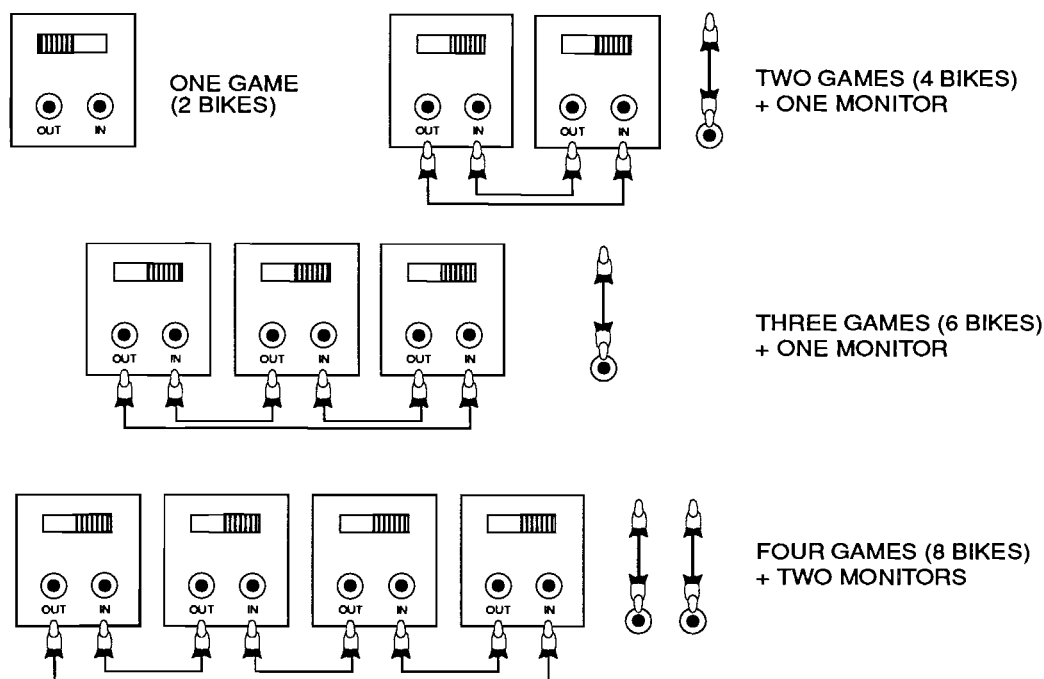 ONE GAME
(2 BIKES)
OUT IN
OUT IN OUT IN
TWO GAMES (4 BIKES)
+ ONE MONITOR
OUT IN OUT IN OUT IN
THREE GAMES (6 BIKES)
+ ONE MONITOR
OUT IN OUT IN OUT IN OUT IN
FOUR GAMES (8 BIKES)
+ TWO MONITORS